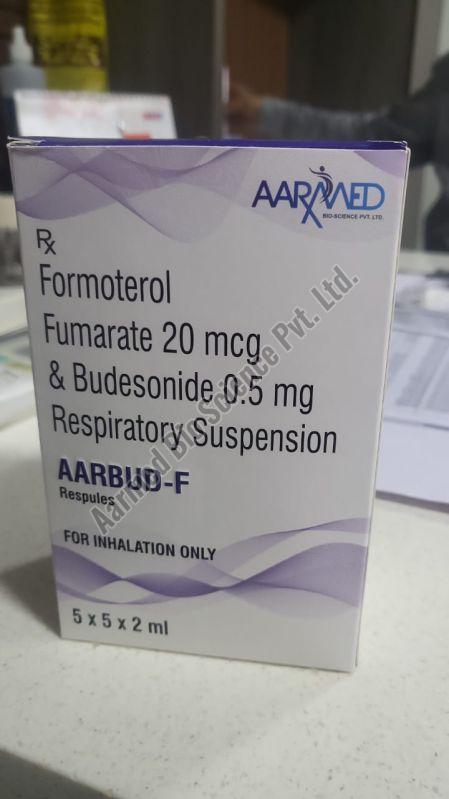 AARMED
BIO-SCIENCE PVT. LTD.
Rx
Formoterol
Fumarate 20 mcg
& Budesonide 0.5 mg
Respiratory Suspension
AARBUD-F
Respules
FOR INHALATION ONLY
5 x 5 x 2 ml
Aarmed Bio Science Pvt. Ltd.